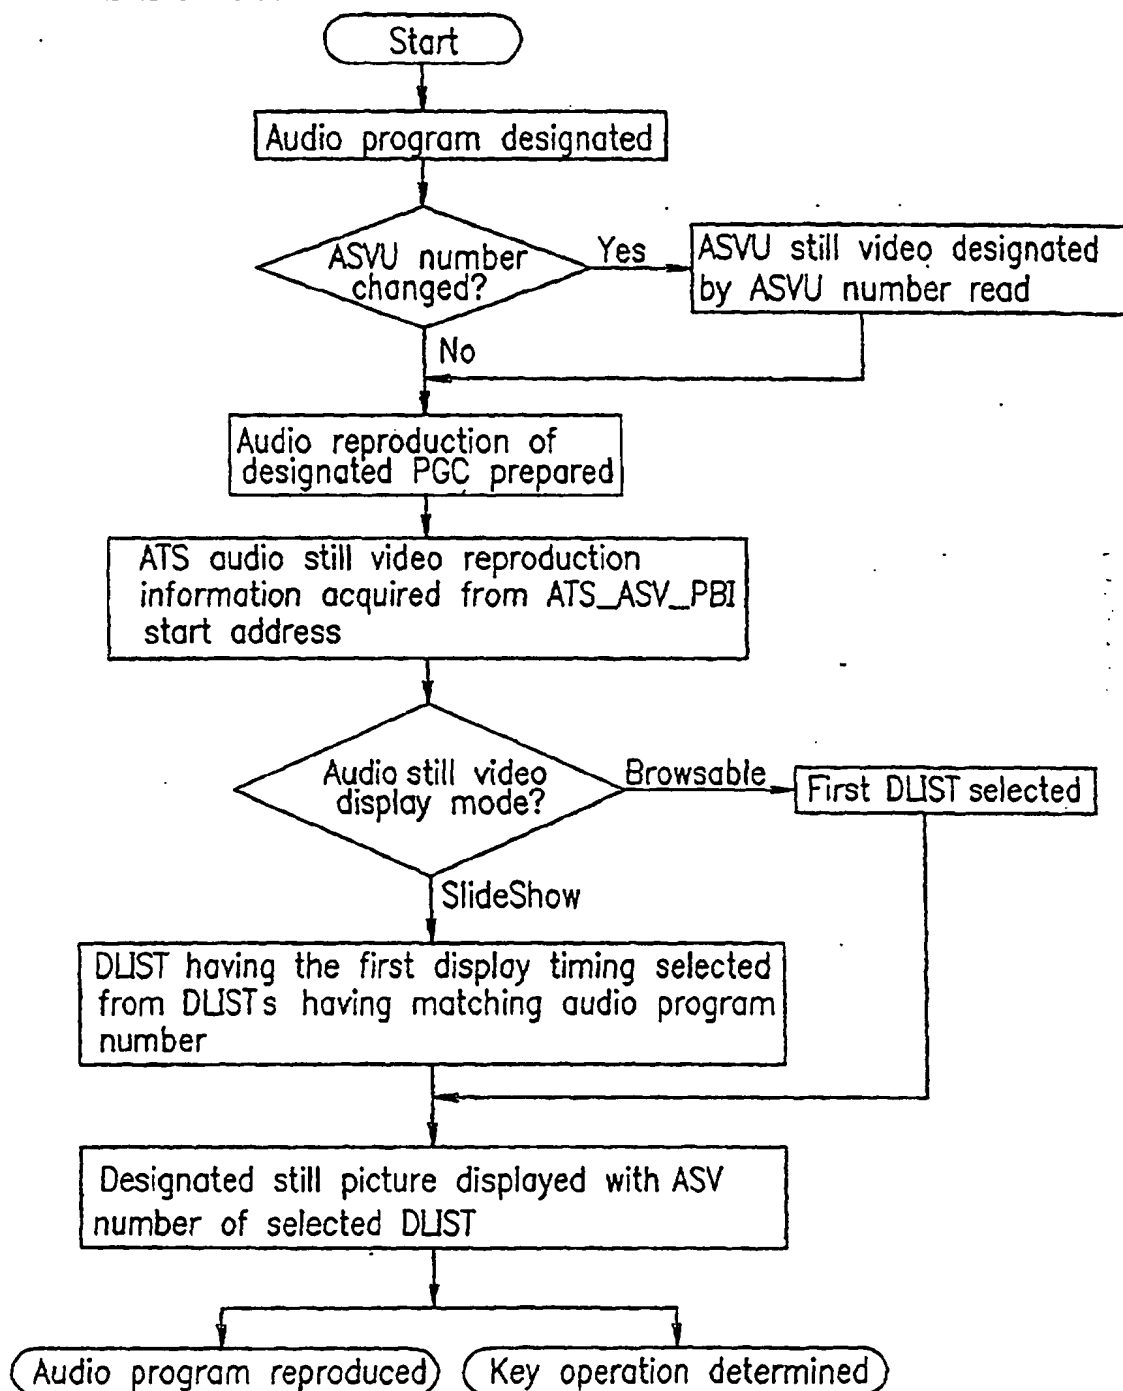 Start
Audio program designated
ASVU number
changed?
Yes
ASVU still video designated
by ASVU number read
No
Audio reproduction of
designated PGC prepared
ATS audio still video reproduction
information acquired from ATS_ASV_PBI
start address
Audio still video
display mode?
Browsable
First DLIST selected
SlideShow
DLIST having the first display timing selected
from DLISTs having matching audio program
number
Designated still picture displayed with ASV
number of selected DLIST
Audio program reproduced
Key operation determined